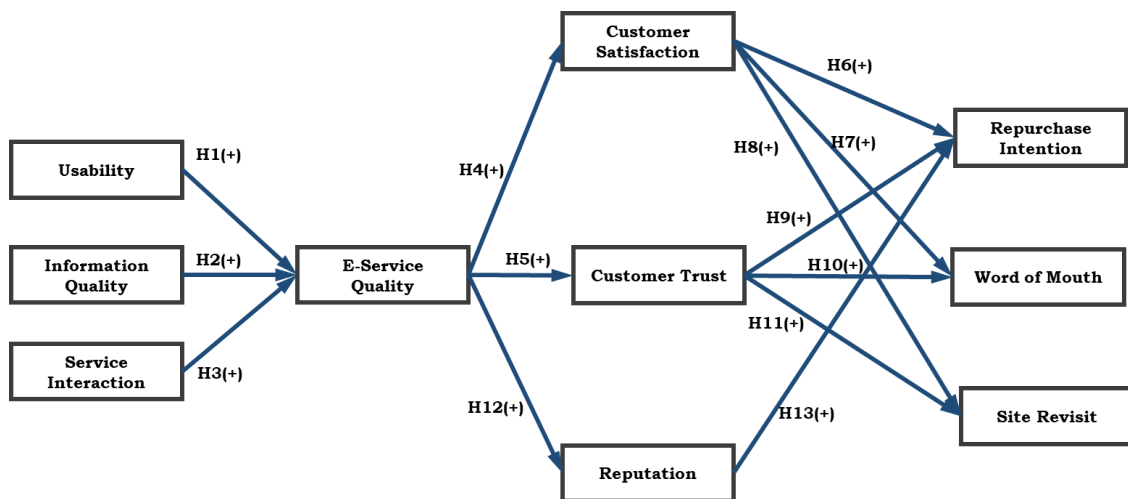 Customer
Satisfaction
H6(+)
Repurchase
Intention
H7(+)
H8(+)
Usability
H1(+)
H4(+)
H9(+)
Information
Quality
H2(+)
E-Service
Quality
H5(+)
Customer Trust
H10(+)
Word of Mouth
H11(+)
Service
Interaction
H3(+)
H12(+)
H13(+)
Site Revisit
Reputation